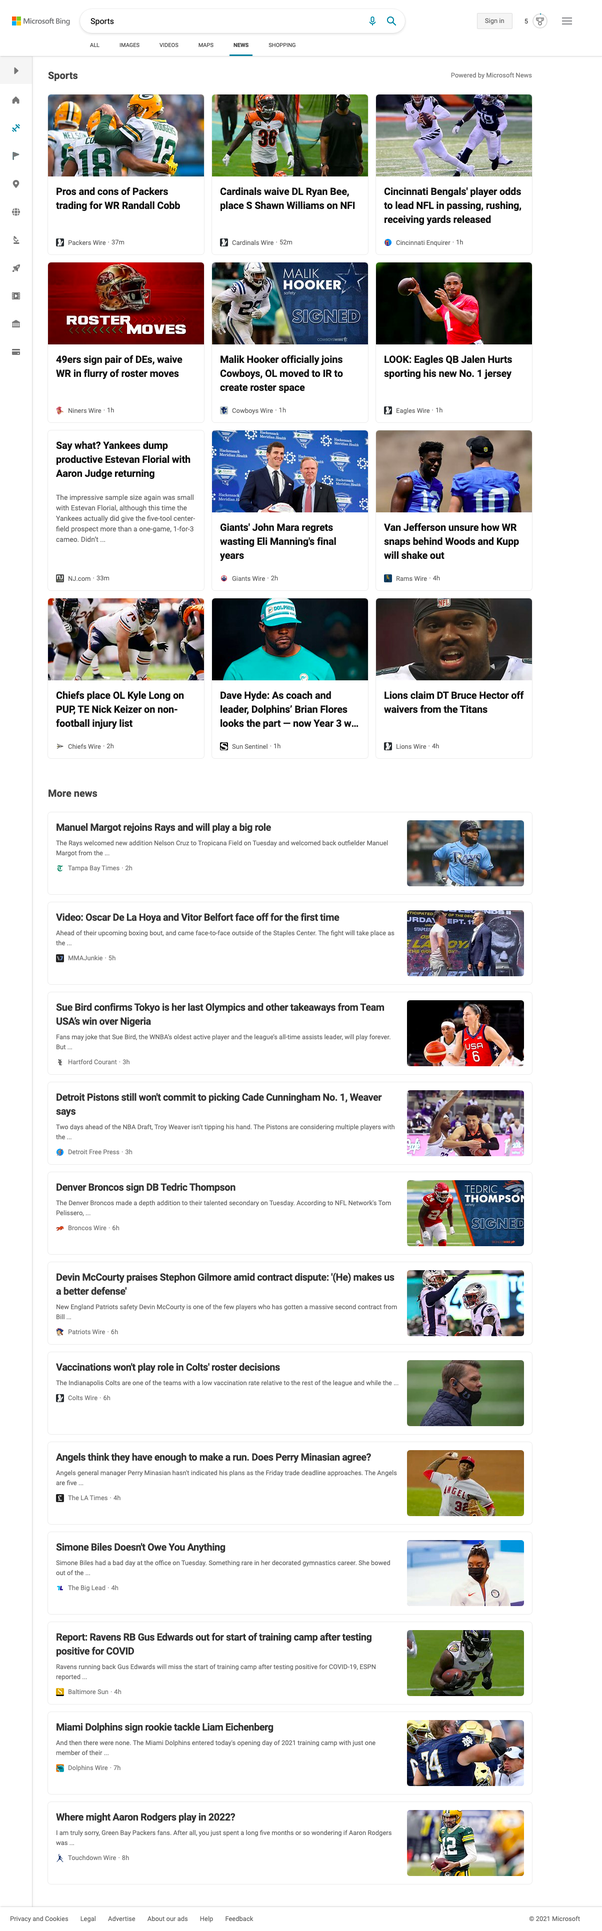 Microsoft Bing
Sports
Sign in
5
ALL
IMAGES
VIDEOS
MAPS
NEWS
SHOPPING
Sports
Powered by Microsoft News
Pros and cons of Packers
trading for WR Randall Cobb
Packers Wire · 37m
Cardinals waive DL Ryan Bee,
place S Shawn Williams on NFI
Cardinals Wire · 52m
Cincinnati Bengals' player odds
to lead NFL in passing, rushing,
receiving yards released
Cincinnati Enquirer · 1h
ROSTER
MOVES
49ers sign pair of DEs, waive
WR in flurry of roster moves
Niners Wire · 1h
MALIK
HOOKER
SIGNED
Malik Hooker officially joins
Cowboys, OL moved to IR to
create roster space
Cowboys Wire · 1h
LOOK: Eagles QB Jalen Hurts
sporting his new No. 1 jersey
Eagles Wire · 1h
Say what? Yankees dump
productive Estevan Florial with
Aaron Judge returning
The impressive sample size again was small
with Estevan Florial, although this time the
Yankees actually did give the five-tool center-
field prospect more than a one-game, 1-for-3
cameo. Didn't ...
NJ.com · 33m
Giants' John Mara regrets
wasting Eli Manning's final
years
Giants Wire · 2h
Van Jefferson unsure how WR
snaps behind Woods and Kupp
will shake out
Rams Wire · 4h
Chiefs place OL Kyle Long on
PUP, TE Nick Keizer on non-
football injury list
Chiefs Wire · 2h
Dave Hyde: As coach and
leader, Dolphins' Brian Flores
looks the part — now Year 3 w...
Sun Sentinel · 1h
Lions claim DT Bruce Hector off
waivers from the Titans
Lions Wire · 4h
More news
Manuel Margot rejoins Rays and will play a big role
The Rays welcomed new addition Nelson Cruz to Tropicana Field on Tuesday and welcomed back outfielder Manuel
Margot from the ...
Tampa Bay Times · 2h
Video: Oscar De La Hoya and Vitor Belfort face off for the first time
Ahead of their upcoming boxing bout, and came face-to-face outside of the Staples Center. The fight will take place as
the ...
MMAJunkie · 5h
Sue Bird confirms Tokyo is her last Olympics and other takeaways from Team
USA's win over Nigeria
Fans may joke that Sue Bird, the WNBA's oldest active player and the league's all-time assists leader, will play forever.
But ...
Hartford Courant · 3h
USA
6
Detroit Pistons still won't commit to picking Cade Cunningham No. 1, Weaver
says
Two days ahead of the NBA Draft, Troy Weaver isn't tipping his hand. The Pistons are considering multiple players with
the ...
Detroit Free Press · 3h
Denver Broncos sign DB Tedric Thompson
The Denver Broncos made a depth addition to their talented secondary on Tuesday. According to NFL Network's Tom
Pelissero, ...
Broncos Wire · 6h
TEDRIC
THOMPSON
SIGNED
Devin McCourty praises Stephon Gilmore amid contract dispute: '(He) makes us
a better defense'
New England Patriots safety Devin McCourty is one of the few players who has gotten a massive second contract from
Bill ...
Patriots Wire · 6h
Vaccinations won't play role in Colts' roster decisions
The Indianapolis Colts are one of the teams with a low vaccination rate relative to the rest of the league and while the ...
Colts Wire · 6h
Angels think they have enough to make a run. Does Perry Minasian agree?
Angels general manager Perry Minasian hasn't indicated his plans as the Friday trade deadline approaches. The Angels
are five ...
The LA Times · 4h
Simone Biles Doesn't Owe You Anything
Simone Biles had a bad day at the office on Tuesday. Something rare in her decorated gymnastics career. She bowed
out of the ...
The Big Lead · 4h
Report: Ravens RB Gus Edwards out for start of training camp after testing
positive for COVID
Ravens running back Gus Edwards will miss the start of training camp after testing positive for COVID-19, ESPN
reported ...
Baltimore Sun · 4h
Miami Dolphins sign rookie tackle Liam Eichenberg
And then there were none. The Miami Dolphins entered today's opening day of 2021 training camp with just one
member of their ...
Dolphins Wire · 7h
74
Where might Aaron Rodgers play in 2022?
I am truly sorry, Green Bay Packers fans. After all, you just spent a long five months or so wondering if Aaron Rodgers
was ...
Touchdown Wire · 8h
12
Privacy and Cookies
Legal
Advertise
About our ads
Help
Feedback
© 2021 Microsoft